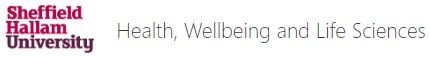 Sheffield
Hallam
University
Health, Wellbeing and Life Sciences